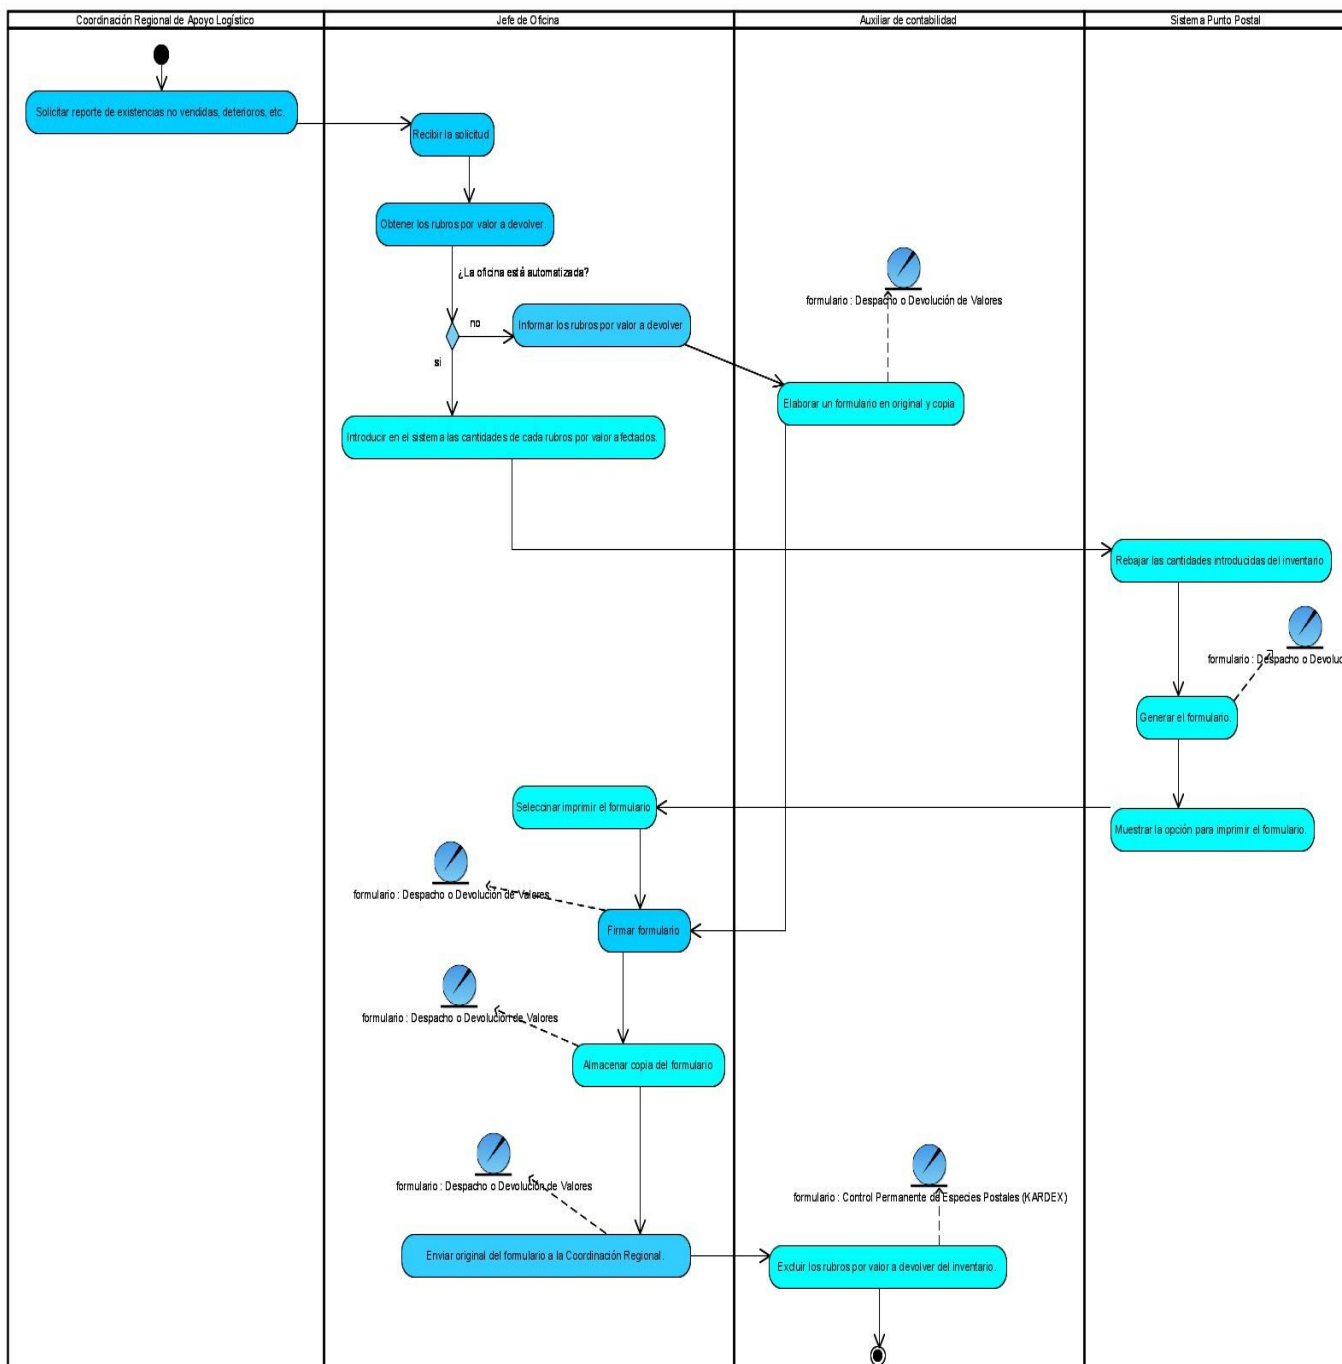 Coordinación Regional de Apoyo Logístico
Jefe de Oficina
Auxiliar de contabilidad
Sistema Punto Postal
Solicitar reporte de existencias no vendidas, deterioros, etc.
Recibir la solicitud
Obtener los rubros por valor a devolver.
¿La oficina está automatizada?
no
si
Informar los rubros por valor a devolver
formulario : Despacho o Devolución de Valores
Elaborar un formulario en original y copia
Introducir en el sistema las cantidades de cada rubros por valor afectados.
Rebajar las cantidades introducidas del inventario
formulario : Despacho o Devoluc
Generar el formulario.
Muestrar la opción para imprimir el formulario.
Seleccinar imprimir el formulario
formulario : Despacho o Devolución de Valores
Firmar formulario
formulario : Despacho o Devolución de Valores
Almacenar copia del formulario
formulario : Despacho o Devolución de Valores
Enviar original del formulario a la Coordinación Regional.
formulario : Control Permanente de Especies Postales (KARDEX)
Excluir los rubros por valor a devolver del inventario.